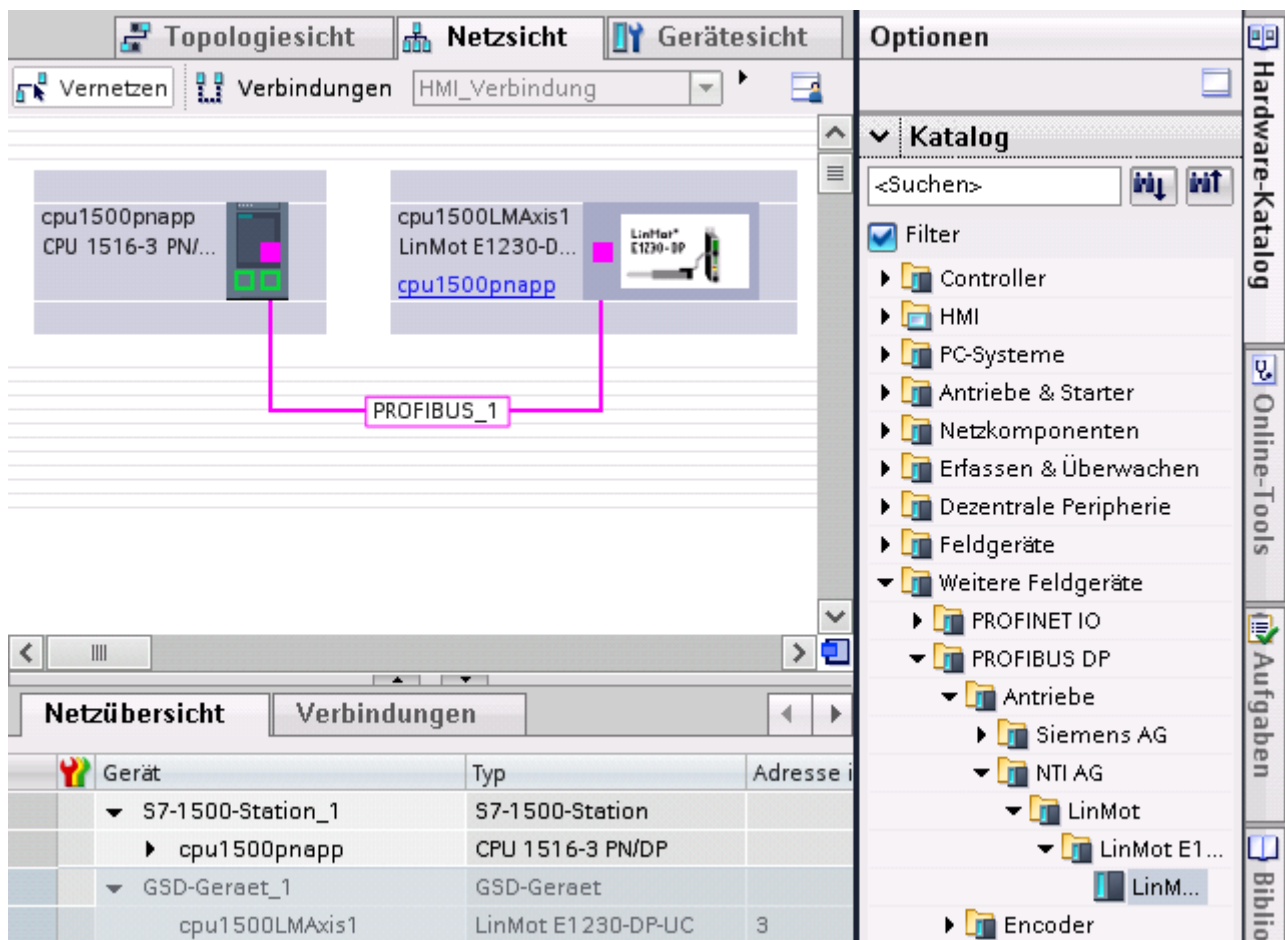 Topologiesicht
Netzsicht
Gerätesicht
Vernetzen
Verbindungen
HMI_Verbindung
cpu1500pnapp
CPU 1516-3 PN/...
cpu1500LMAxis1
LinMot E1230-D...
cpu1500pnapp
LinMot®
E1230-DP
PROFIBUS_1
Netzübersicht
Verbindungen
Gerät
Typ
Adresse i
S7-1500-Station_1
S7-1500-Station
cpu1500pnapp
CPU 1516-3 PN/DP
GSD-Geraet_1
GSD-Geraet
cpu1500LMAxis1
LinMot E1230-DP-UC
3
Optionen
Katalog
<Suchen>
Filter
Controller
HMI
PC-Systeme
Antriebe & Starter
Netzkomponenten
Erfassen & Überwachen
Dezentrale Peripherie
Feldgeräte
Weitere Feldgeräte
PROFINET IO
PROFIBUS DP
Antriebe
Siemens AG
NTI AG
LinMot
LinMot E1...
LinM...
Encoder
Hardware-Katalog
Online-Tools
Aufgaben
Biblio